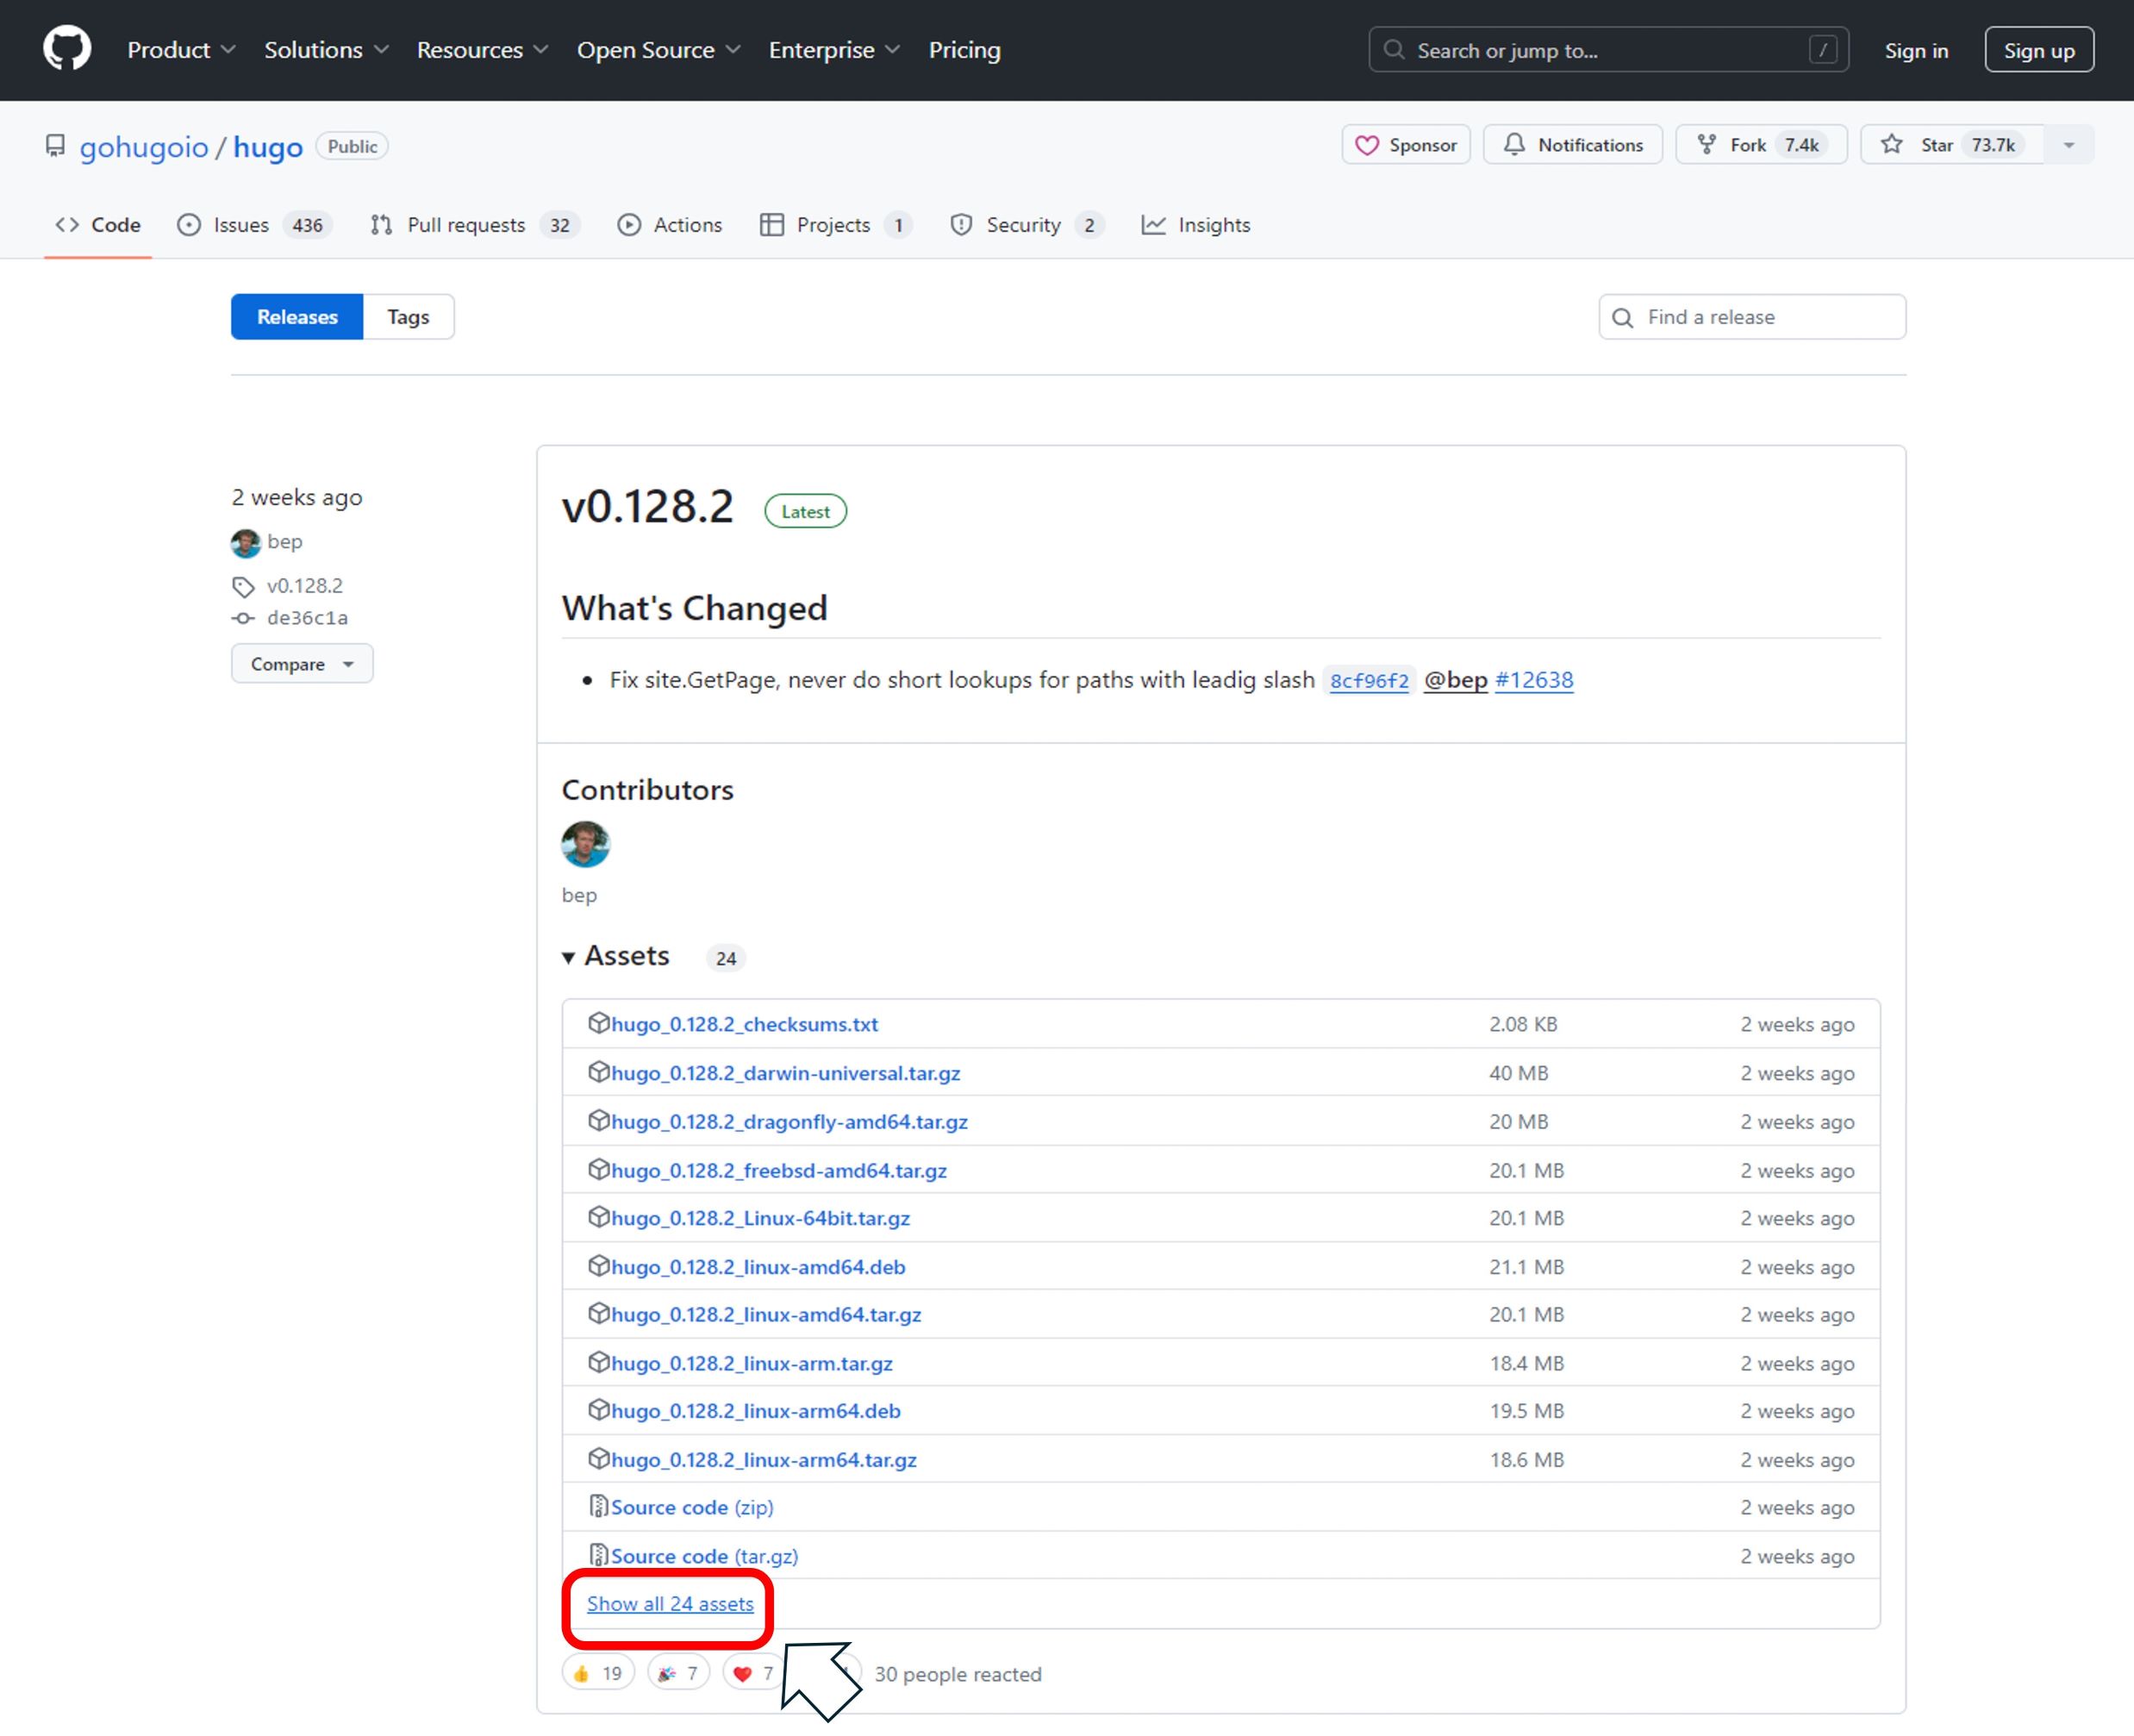 Product Solutions Resources Open Source Enterprise Pricing Search or jump to... / Sign in Sign up
gohugoio / hugo Public Sponsor Notifications Fork 7.4k Star 73.7k
Code Issues 436 Pull requests 32 Actions Projects 1 Security 2 Insights
Releases Tags Find a release
2 weeks ago
bep
v0.128.2
de36c1a
Compare
v0.128.2 Latest
What's Changed
Fix site.GetPage, never do short lookups for paths with leadig slash 8cf96f2 @bep #12638
Contributors
bep
Assets 24
hugo_0.128.2_checksums.txt 2.08 KB 2 weeks ago
hugo_0.128.2_darwin-universal.tar.gz 40 MB 2 weeks ago
hugo_0.128.2_dragonfly-amd64.tar.gz 20 MB 2 weeks ago
hugo_0.128.2_freebsd-amd64.tar.gz 20.1 MB 2 weeks ago
hugo_0.128.2_Linux-64bit.tar.gz 20.1 MB 2 weeks ago
hugo_0.128.2_linux-amd64.deb 21.1 MB 2 weeks ago
hugo_0.128.2_linux-amd64.tar.gz 20.1 MB 2 weeks ago
hugo_0.128.2_linux-arm.tar.gz 18.4 MB 2 weeks ago
hugo_0.128.2_linux-arm64.deb 19.5 MB 2 weeks ago
hugo_0.128.2_linux-arm64.tar.gz 18.6 MB 2 weeks ago
Source code (zip) 2 weeks ago
Source code (tar.gz) 2 weeks ago
Show all 24 assets
19 7 7 30 people reacted